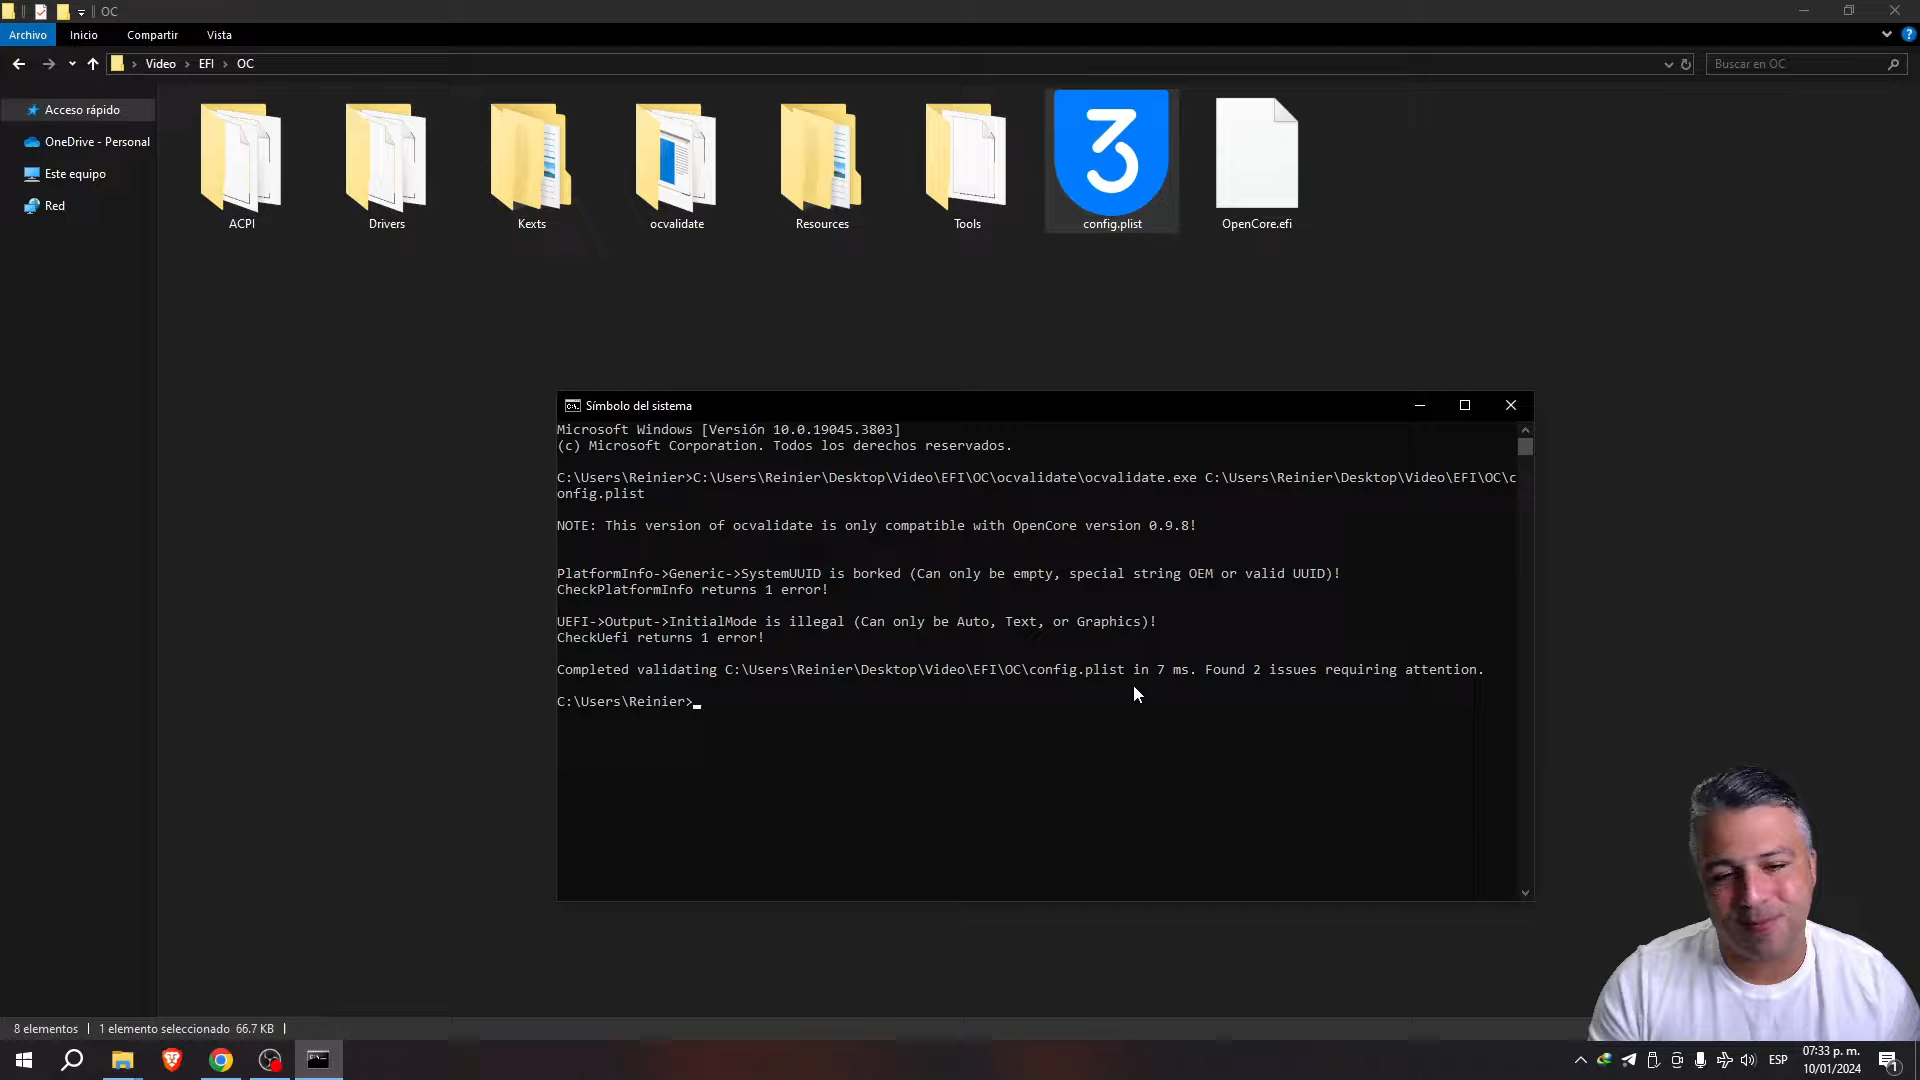 OC
Archivo Inicio Compartir Vista
Video EFI OC
Buscar en OC
Acceso rápido
OneDrive - Personal
Este equipo
Red
ACPI
Drivers
Kexts
ocvalidate
Resources
Tools
3
config.plist
OpenCore.efi
Símbolo del sistema
Microsoft Windows [Versión 10.0.19045.3803]
(c) Microsoft Corporation. Todos los derechos reservados.
C:\Users\Reinier>C:\Users\Reinier\Desktop\Video\EFI\OC\ocvalidate\ocvalidate.exe C:\Users\Reinier\Desktop\Video\EFI\OC\c
onfig.plist
NOTE: This version of ocvalidate is only compatible with OpenCore version 0.9.8!
PlatformInfo->Generic->SystemUUID is borked (Can only be empty, special string OEM or valid UUID)!
CheckPlatformInfo returns 1 error!
UEFI->Output->InitialMode is illegal (Can only be Auto, Text, or Graphics)!
CheckUefi returns 1 error!
Completed validating C:\Users\Reinier\Desktop\Video\EFI\OC\config.plist in 7 ms. Found 2 issues requiring attention.
C:\Users\Reinier>
8 elementos 1 elemento seleccionado 66.7 KB
ESP
07:33 p. m.
10/01/2024
1